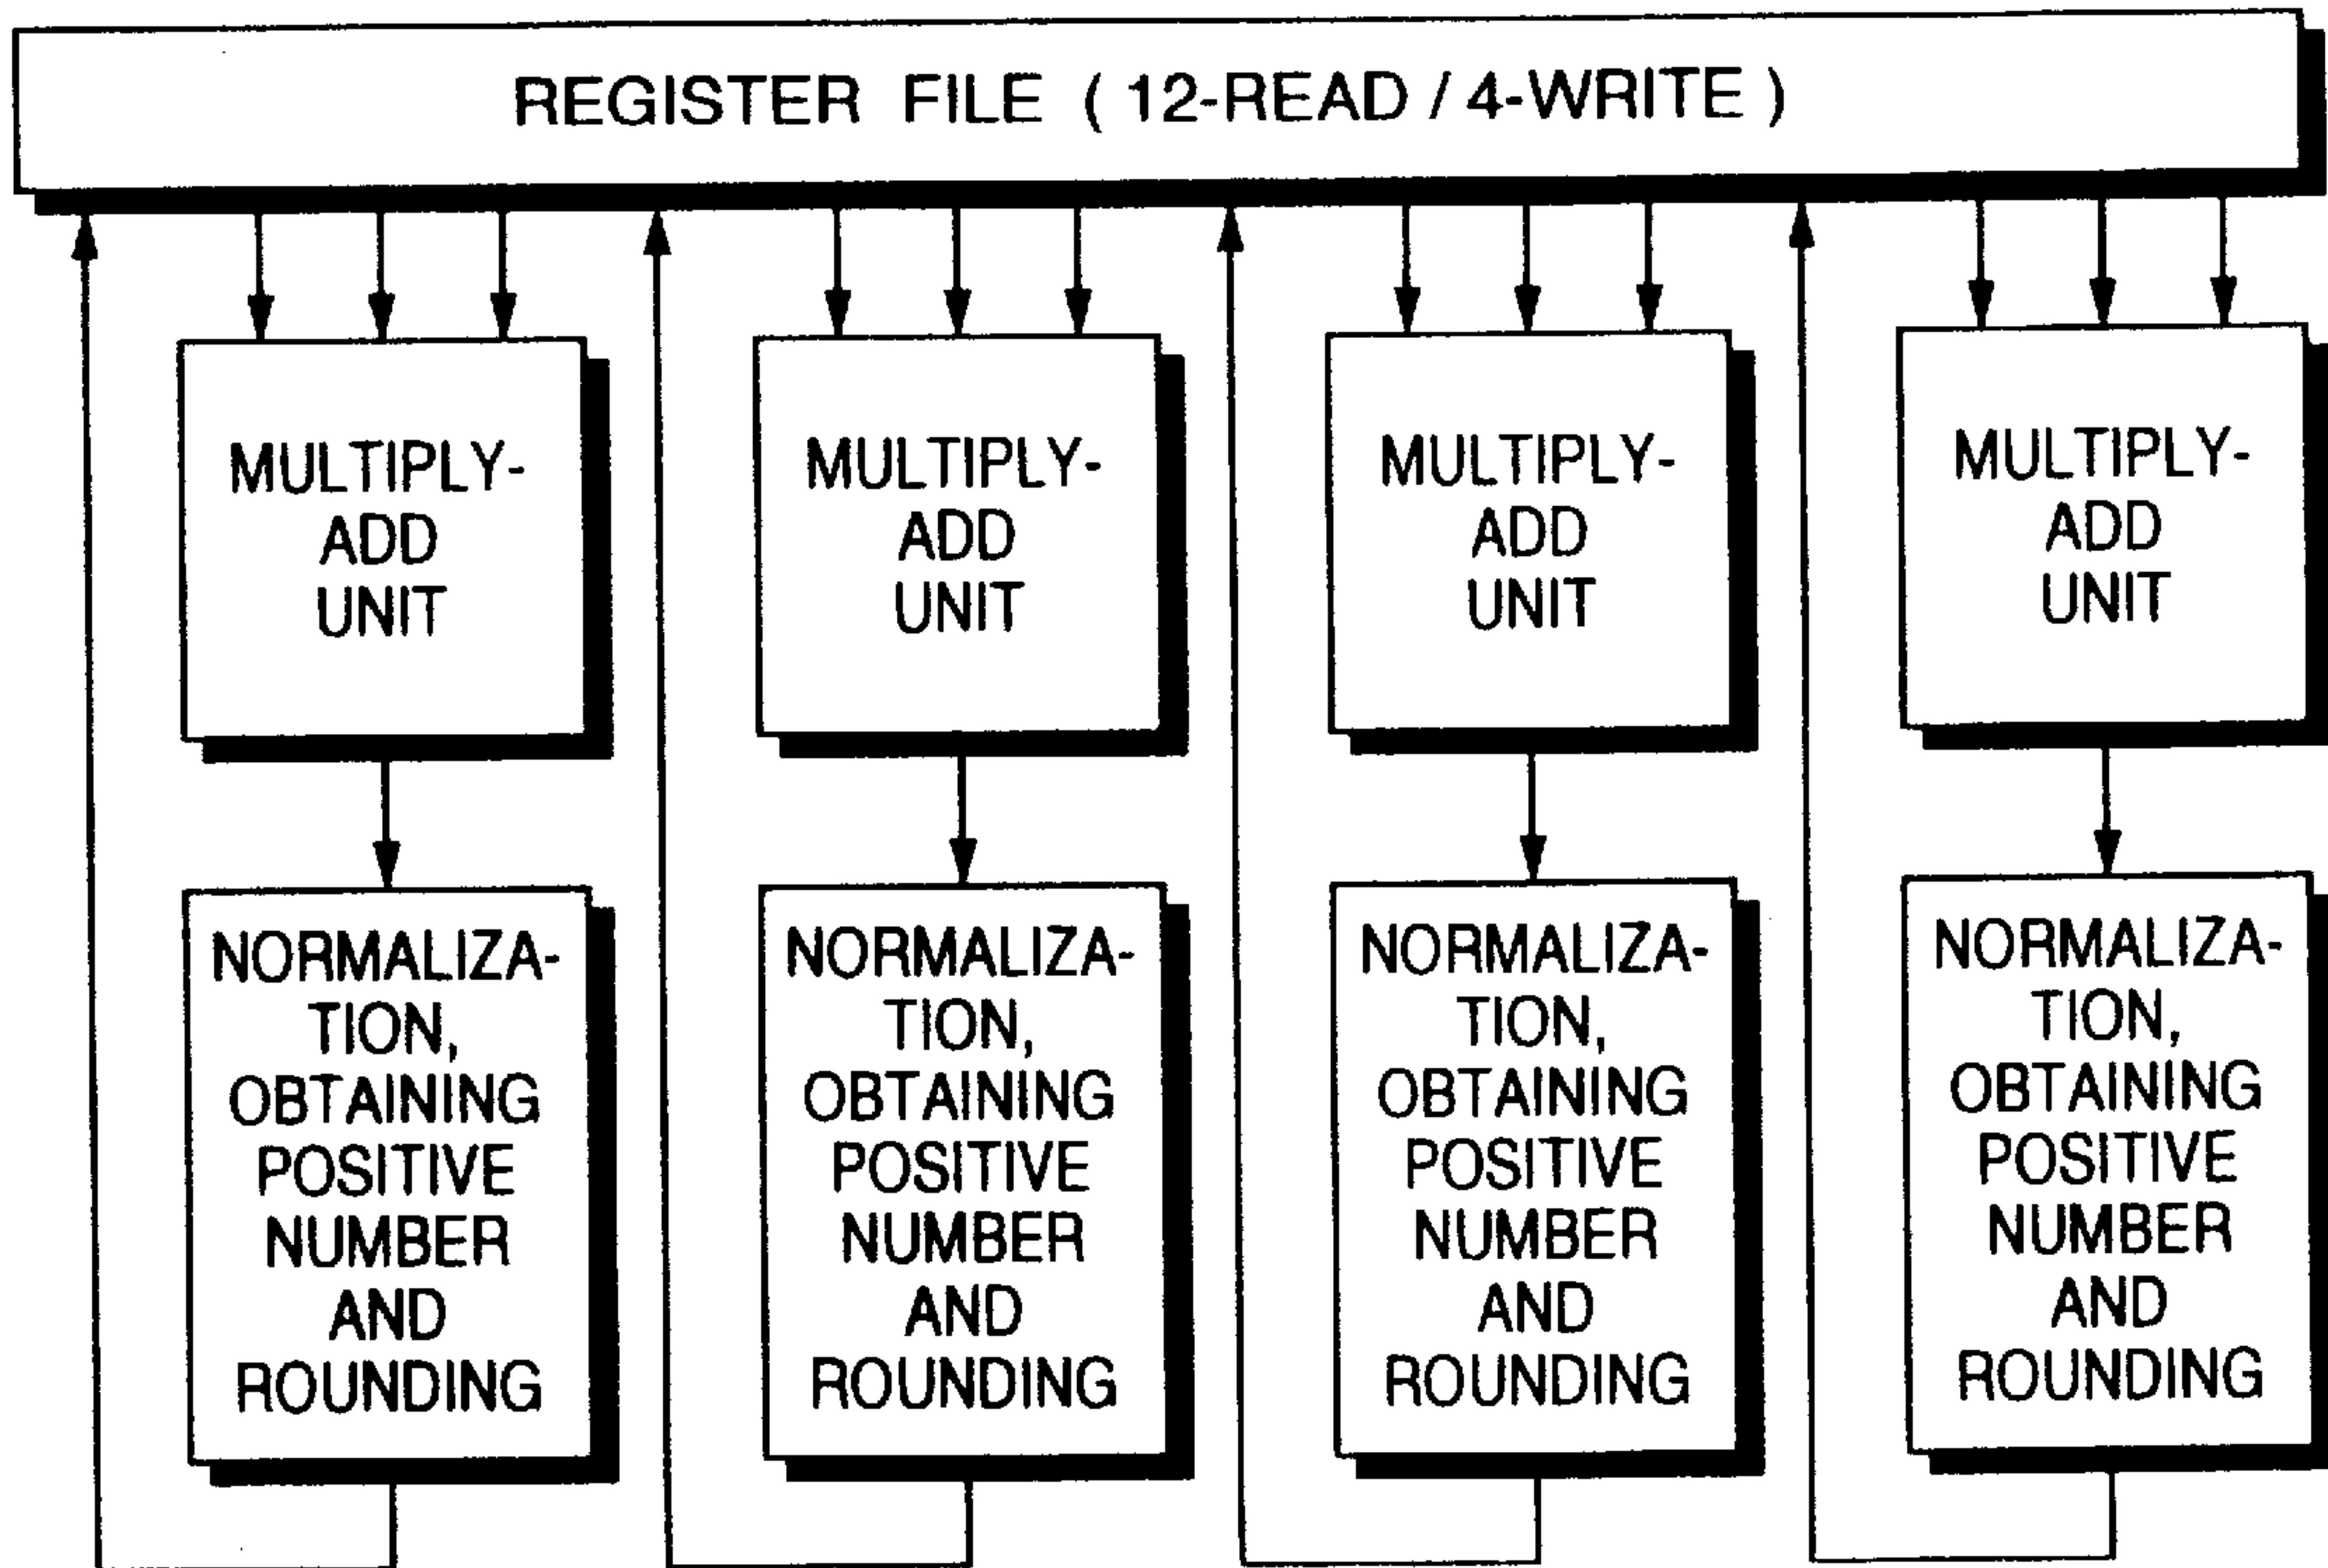 REGISTER FILE ( 12-READ / 4-WRITE )
MULTIPLY-
ADD
UNIT
MULTIPLY-
ADD
UNIT
MULTIPLY-
ADD
UNIT
MULTIPLY-
ADD
UNIT
NORMALIZA-
TION,
OBTAINING
POSITIVE
NUMBER
AND
ROUNDING
NORMALIZA-
TION,
OBTAINING
POSITIVE
NUMBER
AND
ROUNDING
NORMALIZA-
TION,
OBTAINING
POSITIVE
NUMBER
AND
ROUNDING
NORMALIZA-
TION,
OBTAINING
POSITIVE
NUMBER
AND
ROUNDING